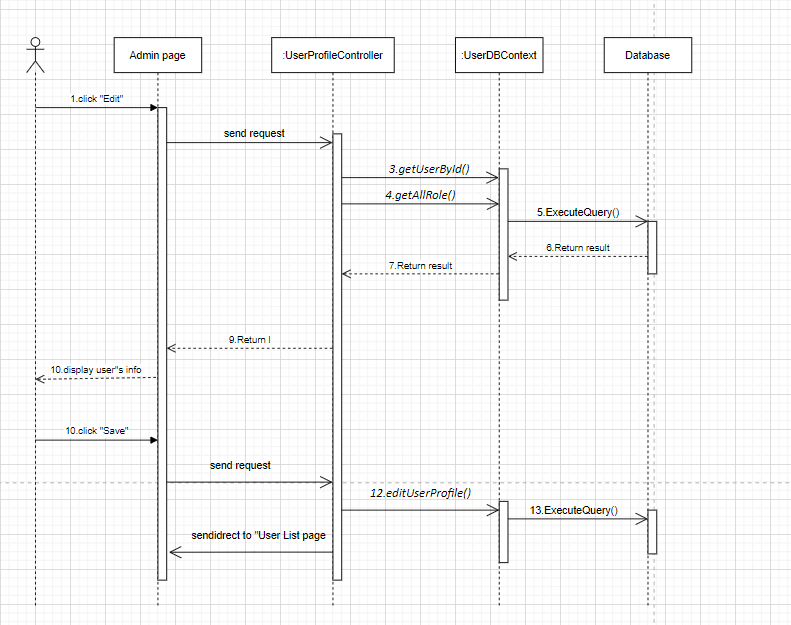 Admin page
:UserProfileController
:UserDBContext
Database
1.click "Edit"
send request
3.getUserById()
4.getAllRole()
5.ExecuteQuery()
6.Return result
7.Return result
9.Return l
10.display user"s info
10.click "Save"
send request
12.editUserProfile()
13.ExecuteQuery()
sendidrect to "User List page